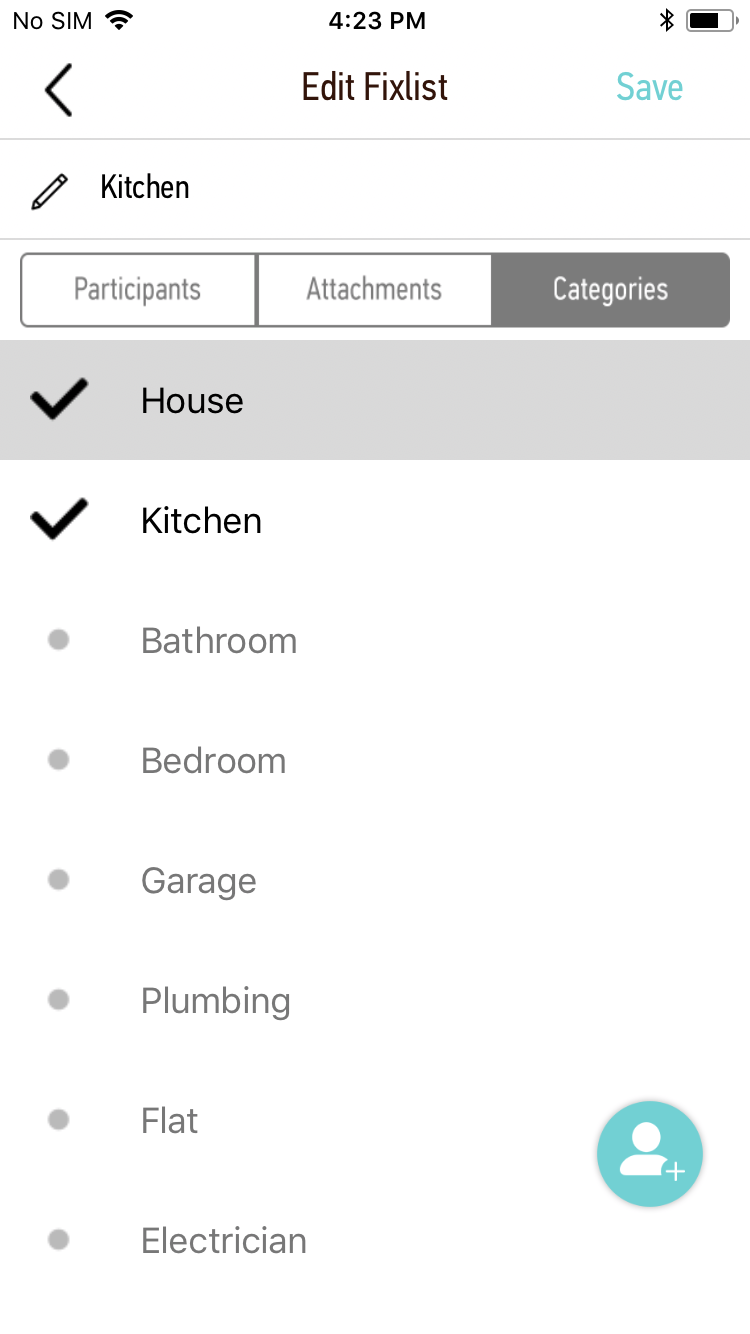 No SIM 4:23 PM
Edit Fixlist Save
Kitchen
Participants Attachments Categories
House
Kitchen
Bathroom
Bedroom
Garage
Plumbing
Flat
Electrician